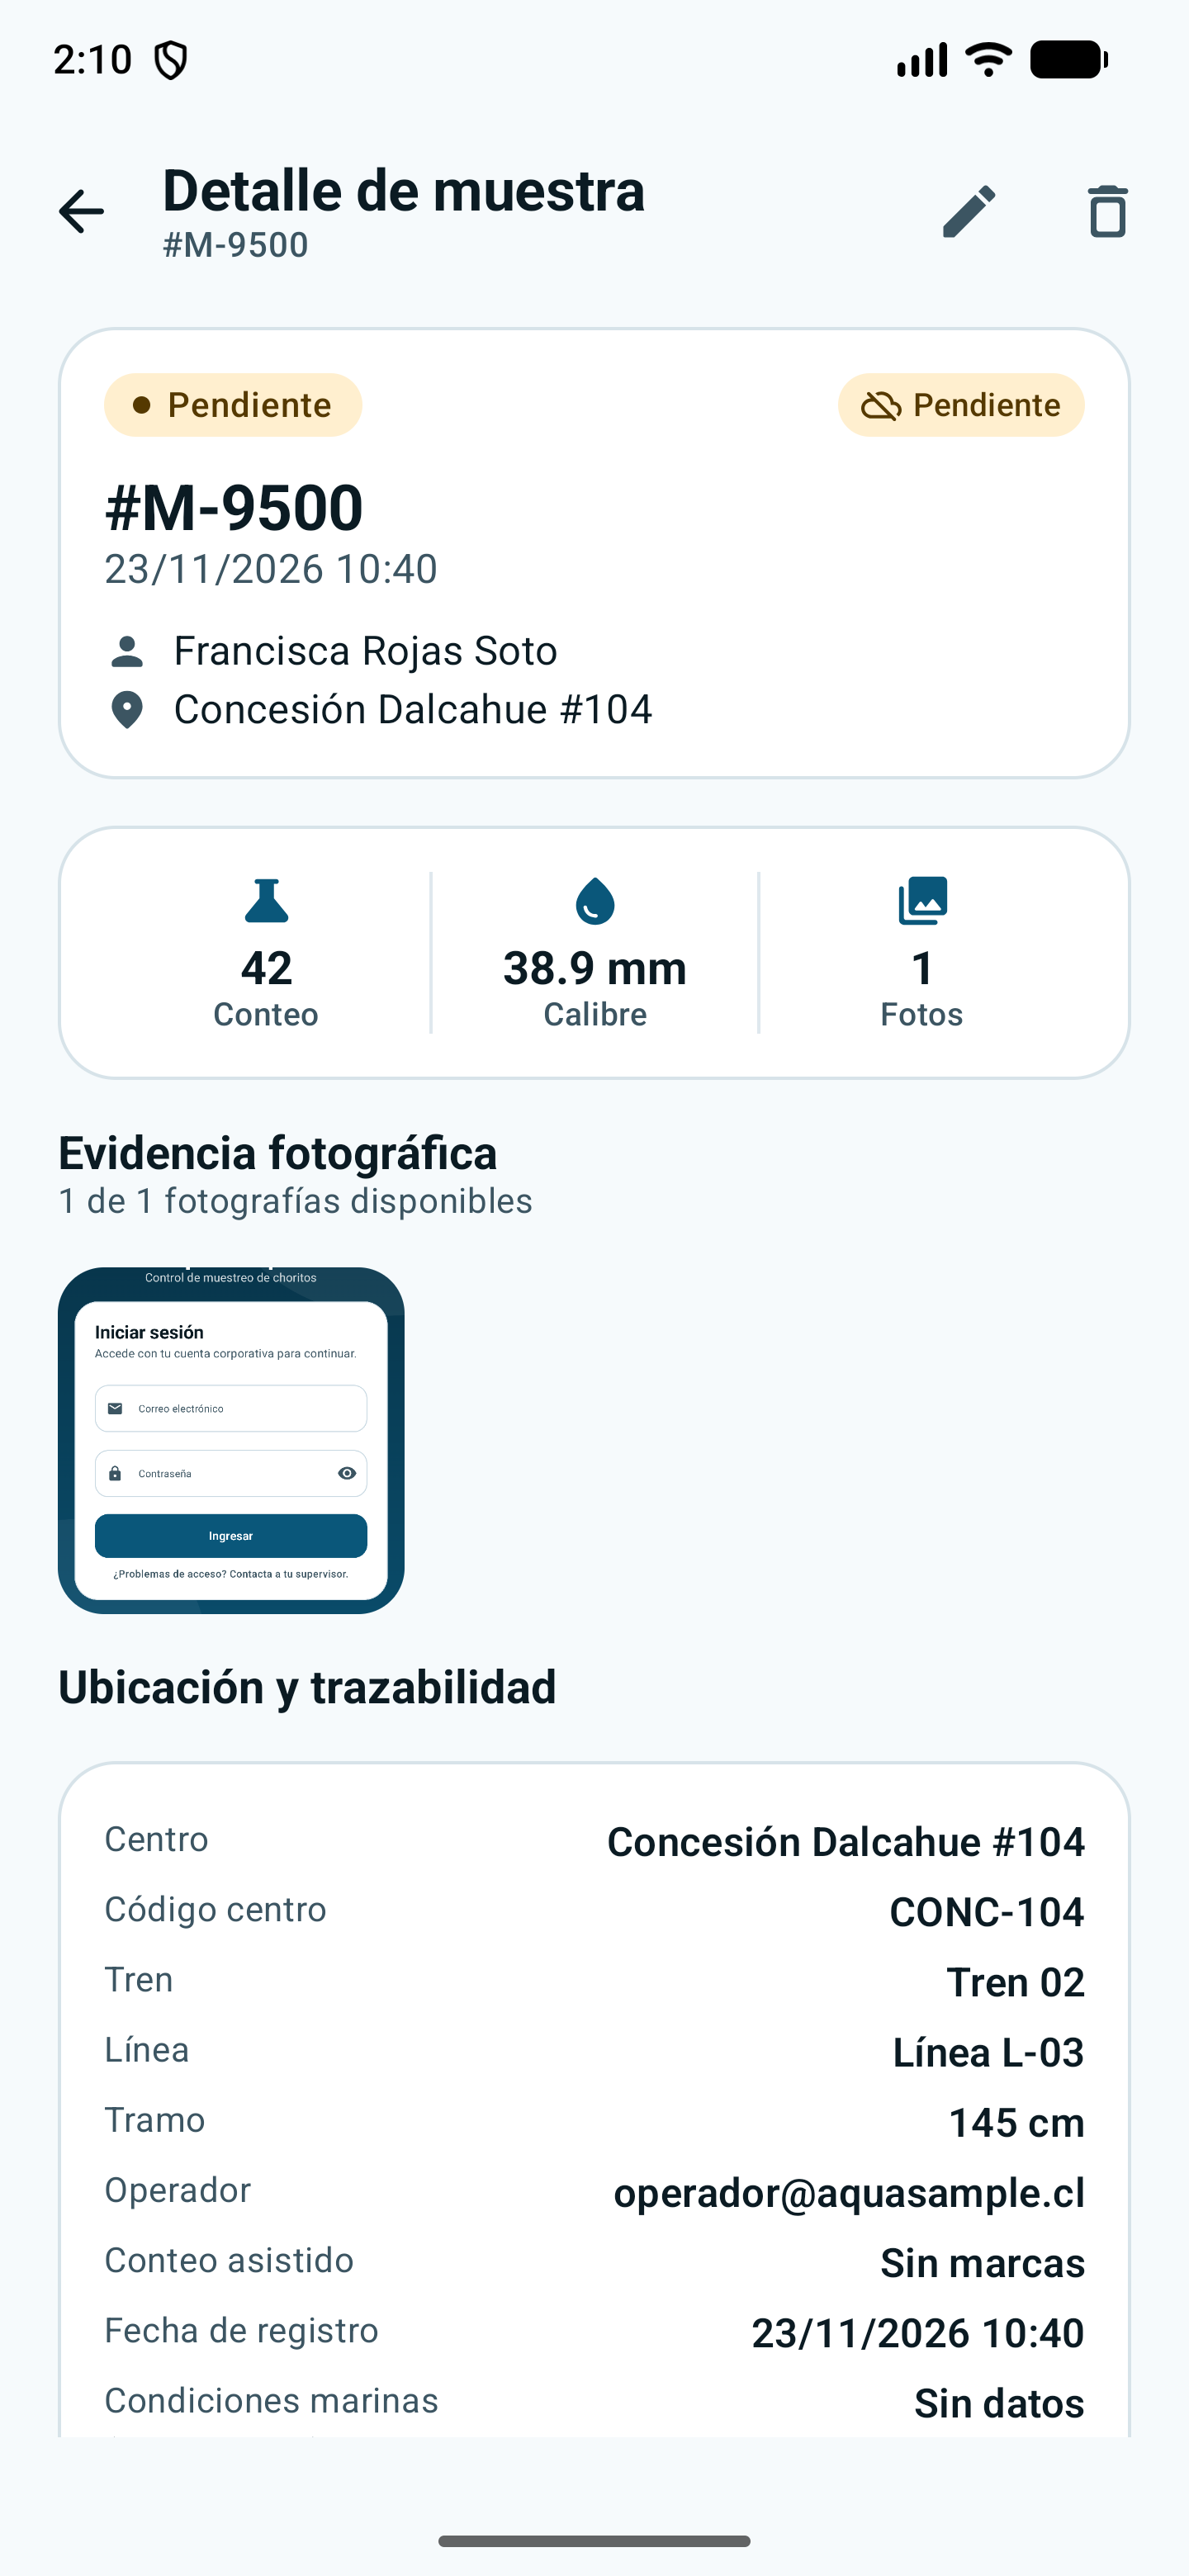 2:10
Detalle de muestra
#M-9500
Pendiente
Pendiente
#M-9500
23/11/2026 10:40
Francisca Rojas Soto
Concesión Dalcahue #104
42
Conteo
38.9 mm
Calibre
1
Fotos
Evidencia fotográfica
1 de 1 fotografías disponibles
Control de muestreo de choritos
Iniciar sesión
Accede con tu cuenta corporativa para continuar.
Correo electrónico
Contraseña
Ingresar
¿Problemas de acceso? Contacta a tu supervisor.
Ubicación y trazabilidad
Centro Concesión Dalcahue #104
Código centro CONC-104
Tren Tren 02
Línea Línea L-03
Tramo 145 cm
Operador operador@aquasample.cl
Conteo asistido Sin marcas
Fecha de registro 23/11/2026 10:40
Condiciones marinas Sin datos